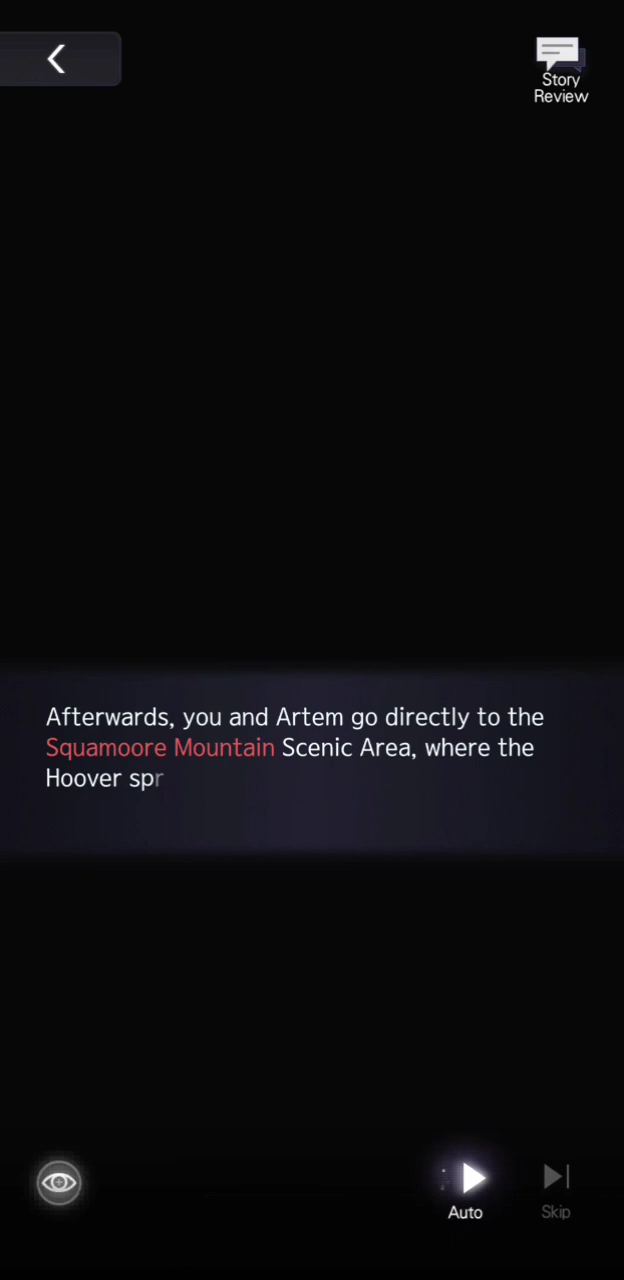 Story
Review
Afterwards, you and Artem go directly to the
Squamoore Mountain Scenic Area, where the
Hoover spr
Auto
Skip